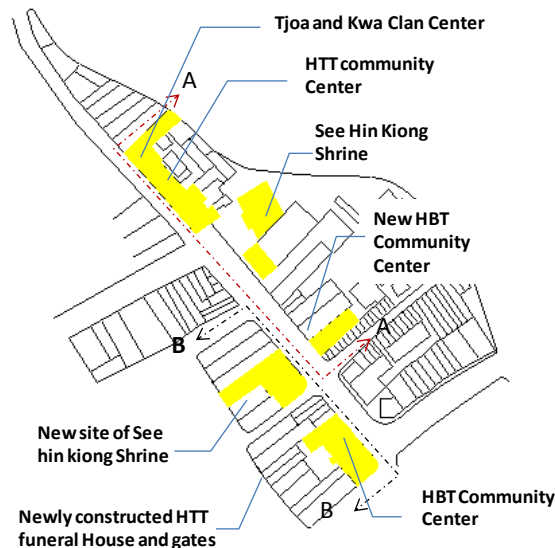 Tjoa and Kwa Clan Center
A
HTT community
Center
See Hin Kiong
Shrine
New HBT
Community
Center
A
B
New site of See
hin kiong Shrine
B
HBT Community
Center
Newly constructed HTT
funeral House and gates